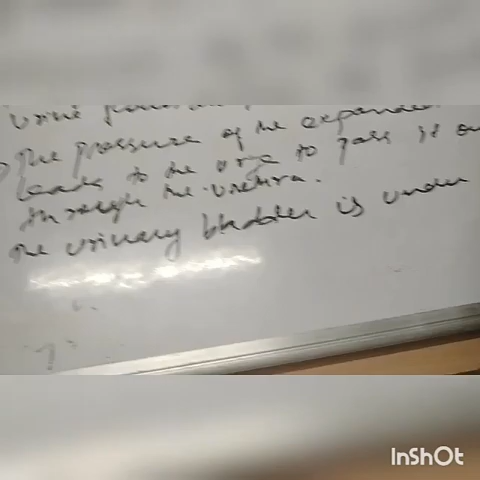 Urine
The pressure of the expanded
leads to the urge to pass it out
through the urethra.
The urinary bladder is under
InShOt